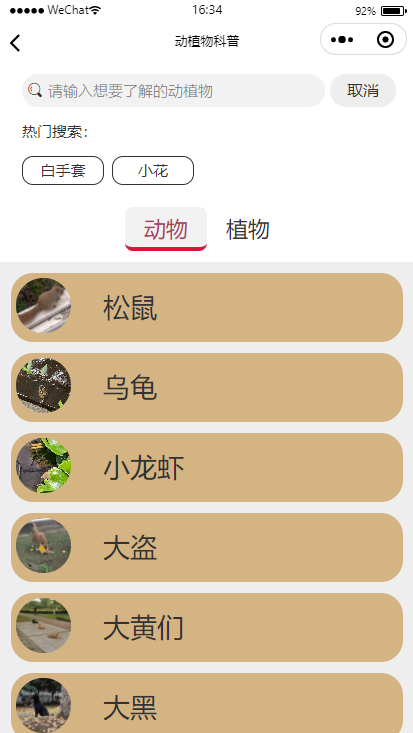 WeChat 16:34 92%
动植物科普
请输入想要了解的动植物 取消
热门搜索：
白手套 小花
动物 植物
松鼠
乌龟
小龙虾
大盗
大黄们
大黑